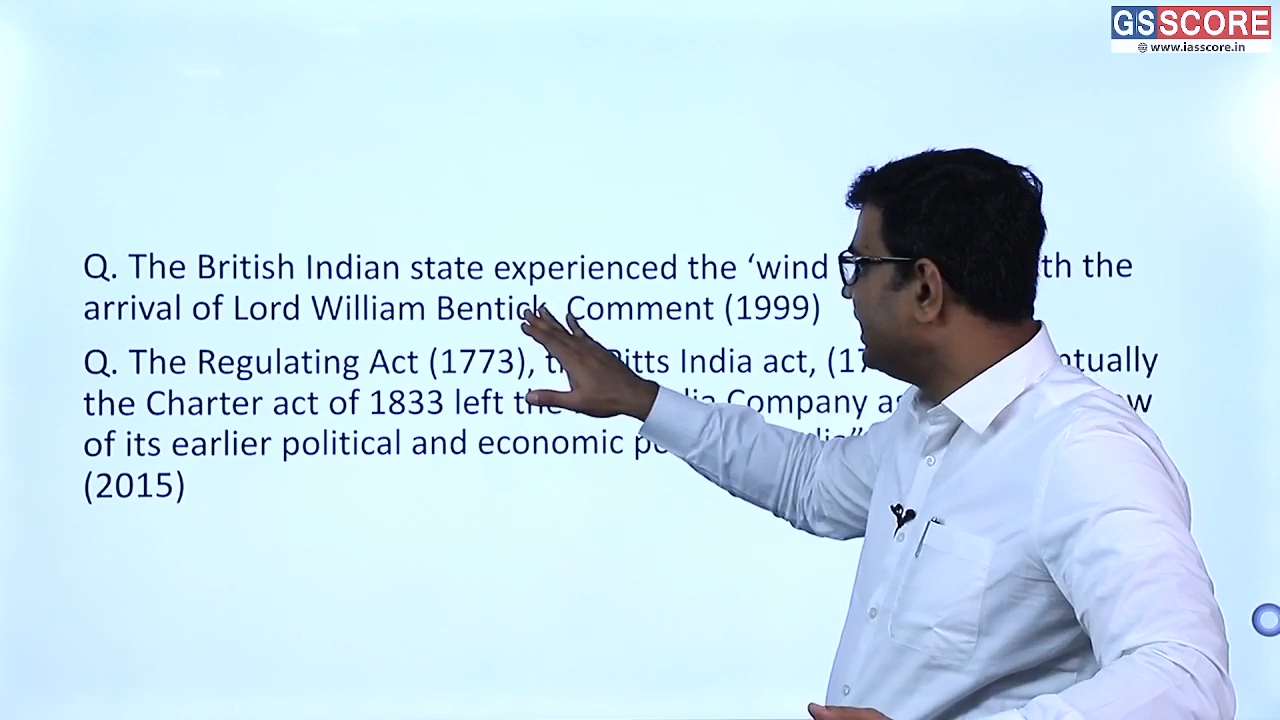 GSSCORE
www.iasscore.in
Q. The British Indian state experienced the ‘wind th the
arrival of Lord William Bentick. Comment (1999)
Q. The Regulating Act (1773), Pitts India act, (17 ntually
the Charter act of 1833 left the Company as
of its earlier political and economic
(2015)